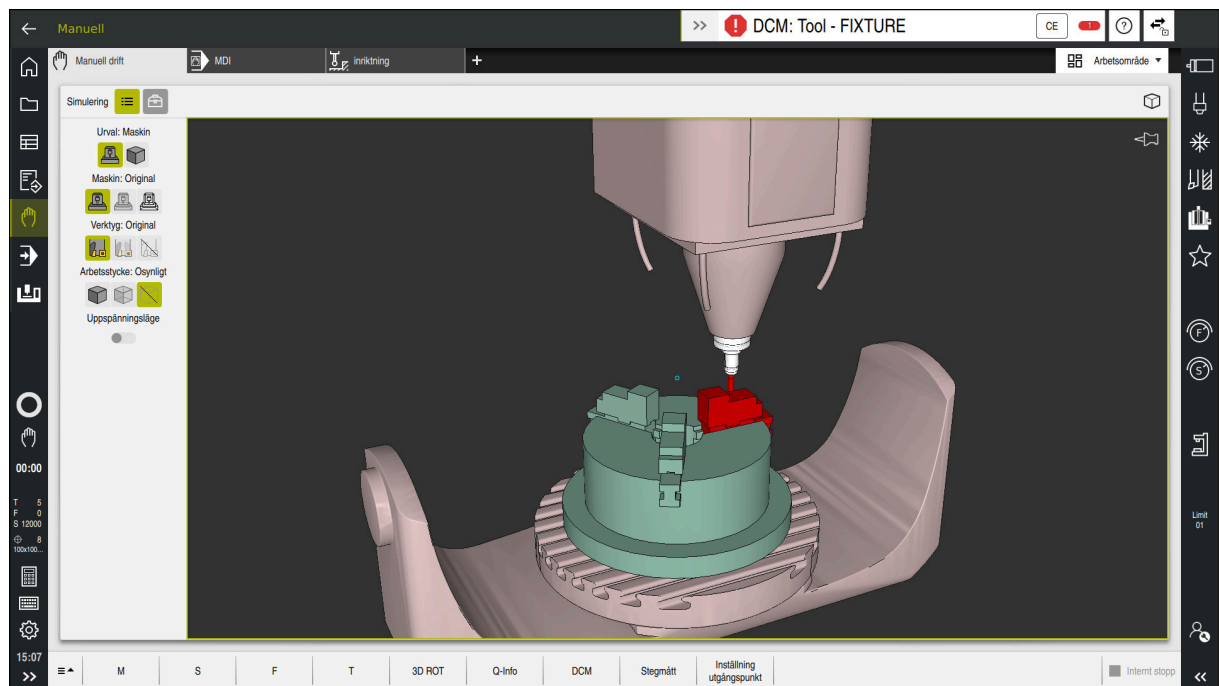 Manuell
DCM: Tool - FIXTURE
CE
1
?
Manuell drift
MDI
inriktning
+
Arbetsområde
Simulering
Urval: Maskin
Maskin: Original
Verktyg: Original
Arbetsstycke: Osynligt
Uppspänningsläge
F
S
00:00
T 5
F 0
S 12000
8
100x100...
Limit
01
15:07
M
S
F
T
3D ROT
Q-Info
DCM
Stegmått
Inställning
utgångspunkt
Internt stopp